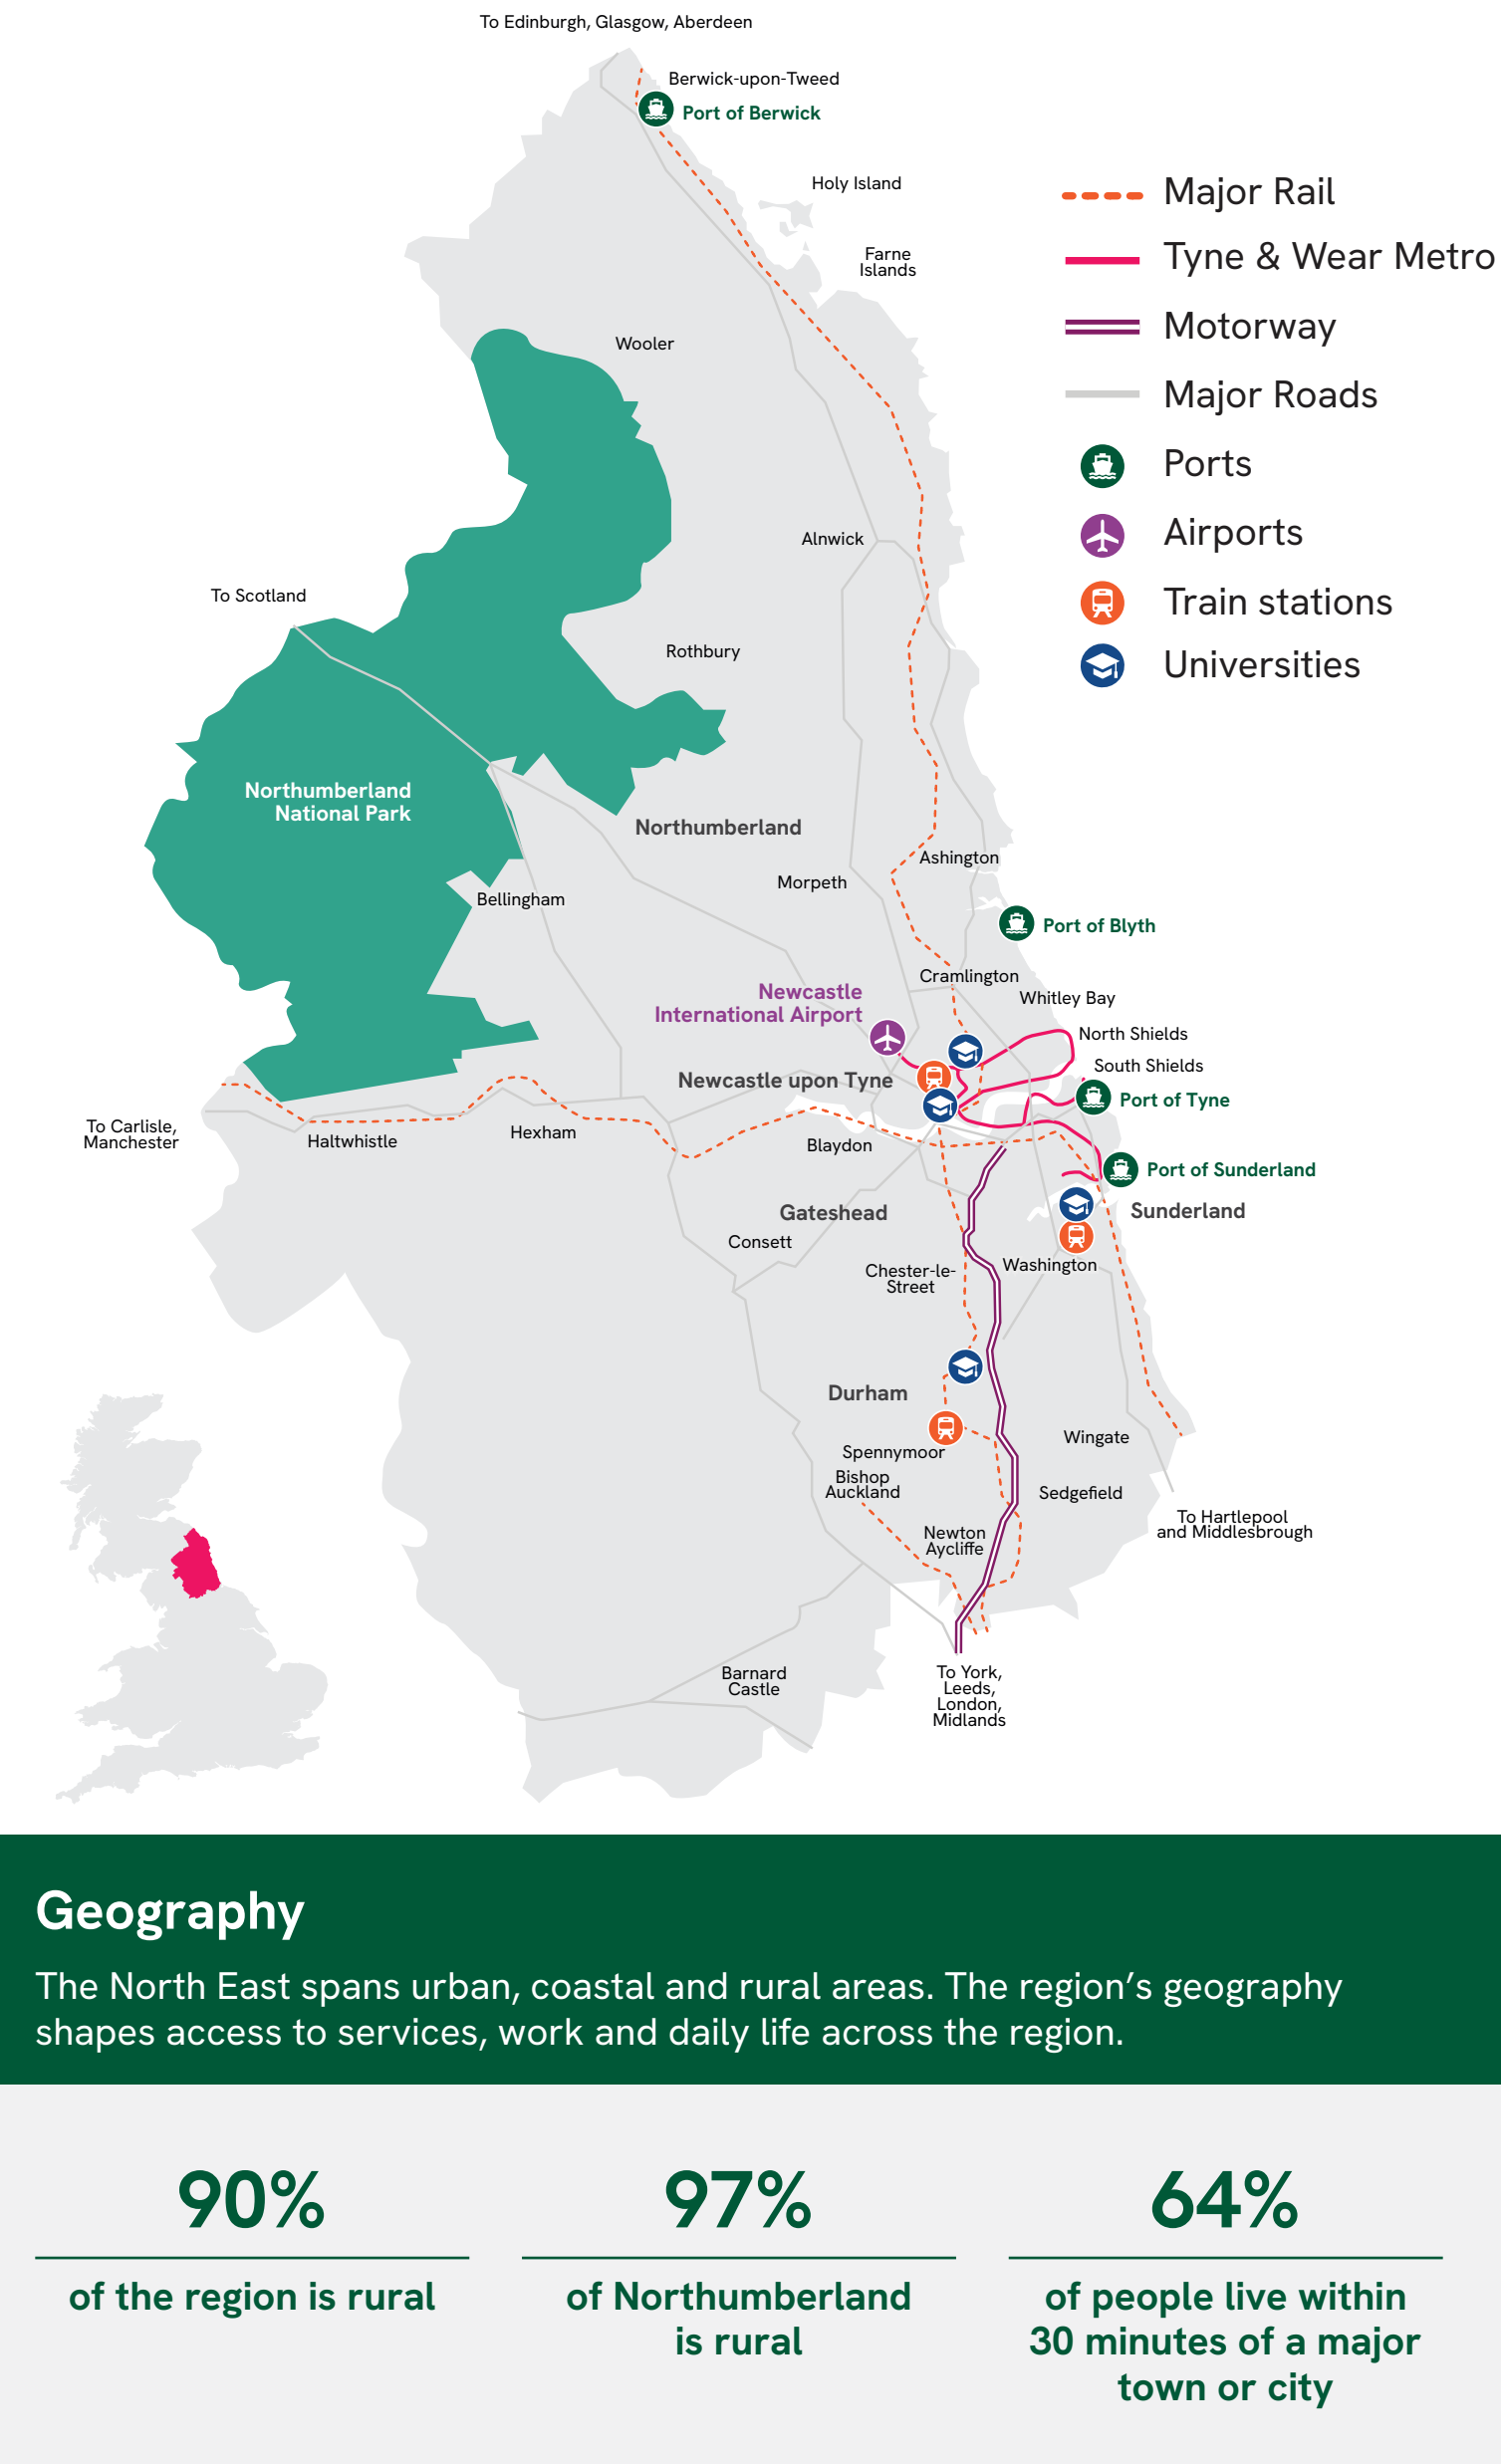 To Edinburgh, Glasgow, Aberdeen
Berwick-upon-Tweed
Port of Berwick
Holy Island
Farne
Islands
Wooler
Alnwick
To Scotland
Rothbury
Northumberland
National Park
Northumberland
Ashington
Morpeth
Bellingham
Port of Blyth
Cramlington
Newcastle
International Airport
Whitley Bay
North Shields
South Shields
Newcastle upon Tyne
Port of Tyne
To Carlisle,
Manchester
Haltwhistle
Hexham
Blaydon
Port of Sunderland
Gateshead
Sunderland
Consett
Washington
Chester-le-
Street
Durham
Wingate
Spennymoor
Bishop
Auckland
Sedgefield
To Hartlepool
and Middlesbrough
Newton
Aycliffe
Barnard
Castle
To York,
Leeds,
London,
Midlands
Major Rail
Tyne & Wear Metro
Motorway
Major Roads
Ports
Airports
Train stations
Universities
Geography
The North East spans urban, coastal and rural areas. The region’s geography
shapes access to services, work and daily life across the region.
90%
of the region is rural
97%
of Northumberland
is rural
64%
of people live within
30 minutes of a major
town or city